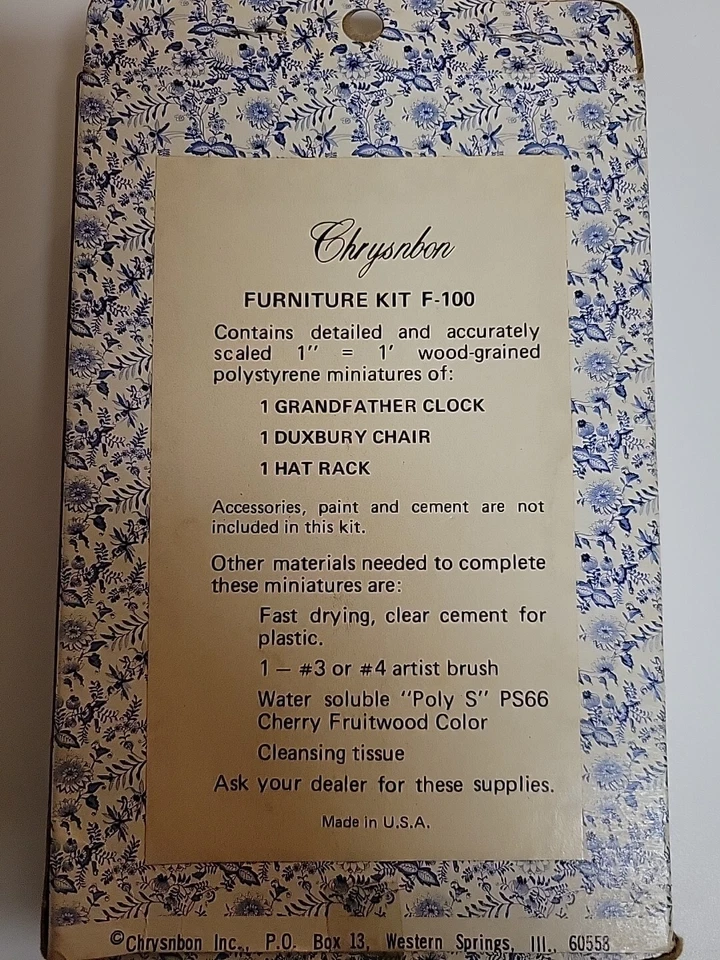 Chrysnbon
FURNITURE KIT F-100
Contains detailed and accurately
scaled 1" = 1' wood-grained
polystyrene miniatures of:
1 GRANDFATHER CLOCK
1 DUXBURY CHAIR
1 HAT RACK
Accessories, paint and cement are not
included in this kit.
Other materials needed to complete
these miniatures are:
Fast drying, clear cement for
plastic.
1 — #3 or #4 artist brush
Water soluble "Poly S" PS66
Cherry Fruitwood Color
Cleansing tissue
Ask your dealer for these supplies.
Made in U.S.A.
©Chrysnbon Inc., P.O. Box 13, Western Springs, Ill., 60558